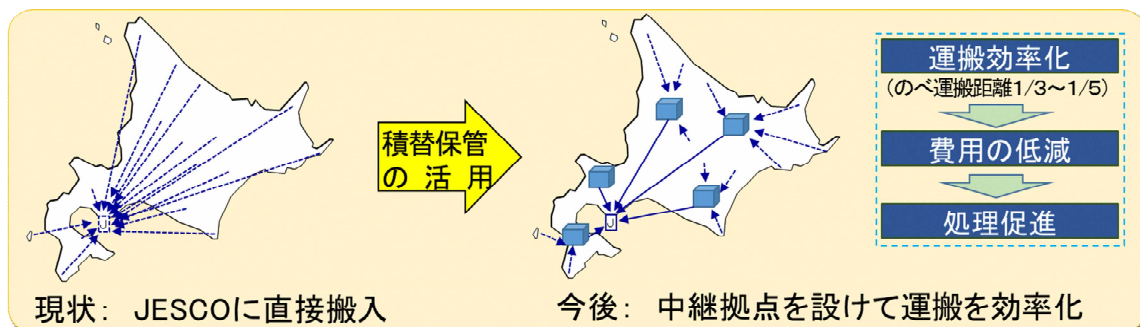 J
現状： JESCOに直接搬入
積替保管
の活用
J
今後： 中継拠点を設けて運搬を効率化
運搬効率化
(のべ運搬距離1/3～1/5)
費用の低減
処理促進